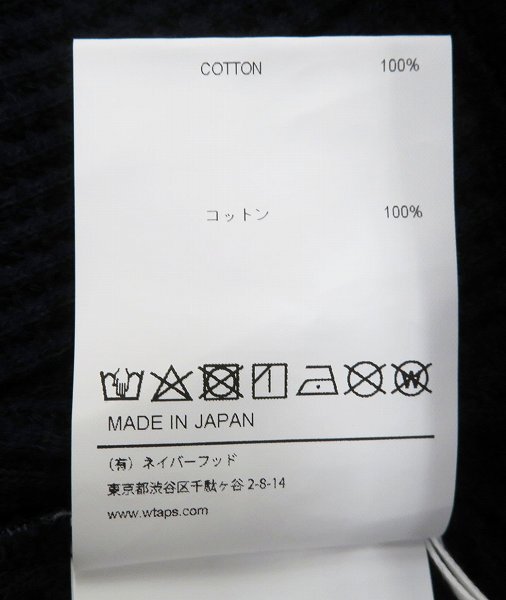 COTTON 100%
コットン 100%
W
MADE IN JAPAN
（有）ネイバーフッド
東京都渋谷区千駄ヶ谷 2-8-14
www.wtaps.com